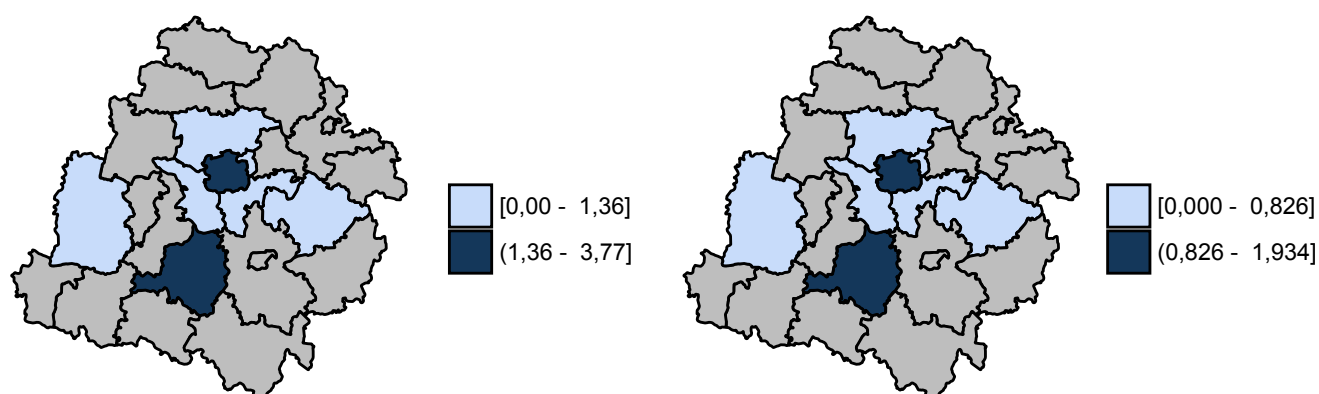 [0,00 - 1,36]
(1,36 - 3,77]
[0,000 - 0,826]
(0,826 - 1,934]